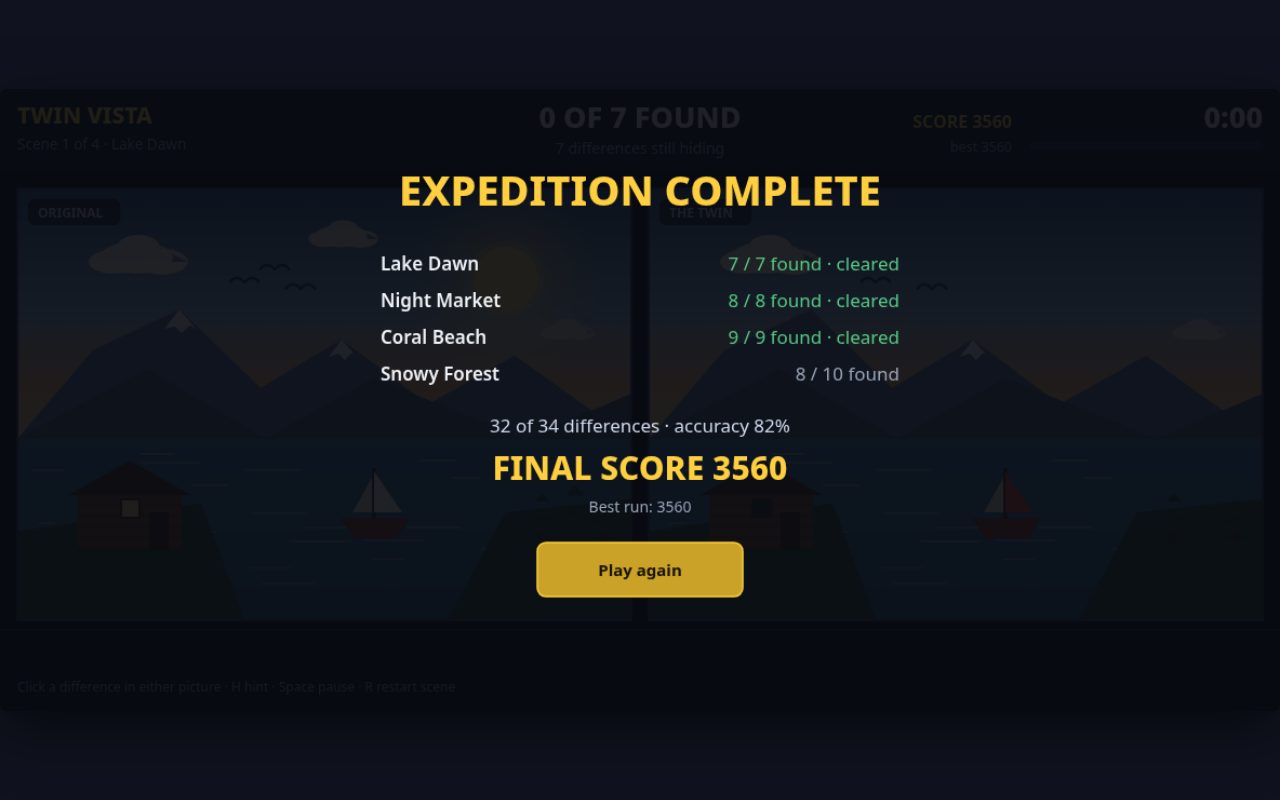 TWIN VISTA
0 OF 7 FOUND
SCORE 3560
0:00
Scene 1 of 4 · Lake Dawn
7 differences still hiding
best 3560
EXPEDITION COMPLETE
ORIGINAL
THE TWIN
Lake Dawn 7 / 7 found · cleared
Night Market 8 / 8 found · cleared
Coral Beach 9 / 9 found · cleared
Snowy Forest 8 / 10 found
32 of 34 differences · accuracy 82%
FINAL SCORE 3560
Best run: 3560
Play again
Click a difference in either picture · H hint · Space pause · R restart scene